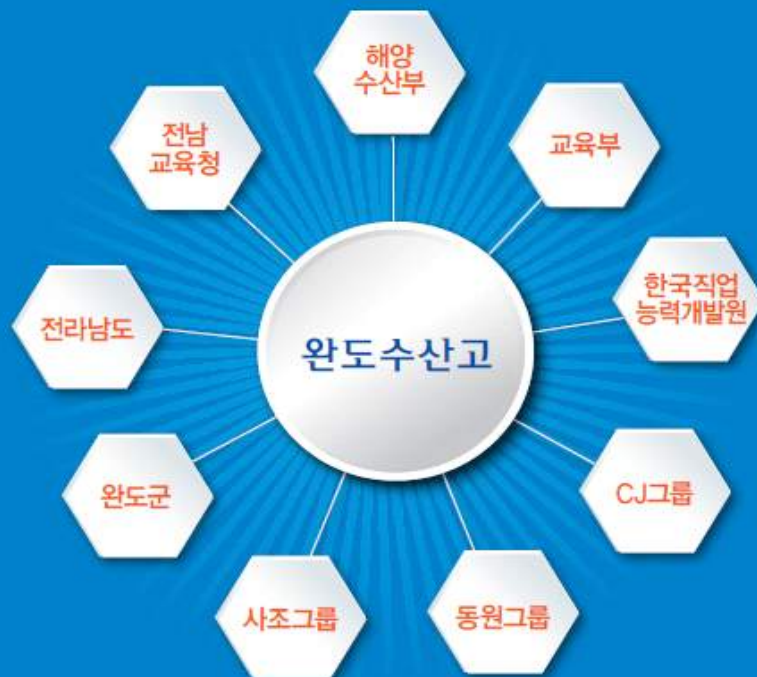 해양
수산부
전남
교육청
교육부
한국직업
능력개발원
전라남도
완도수산고
완도군
CJ그룹
사조그룹
동원그룹